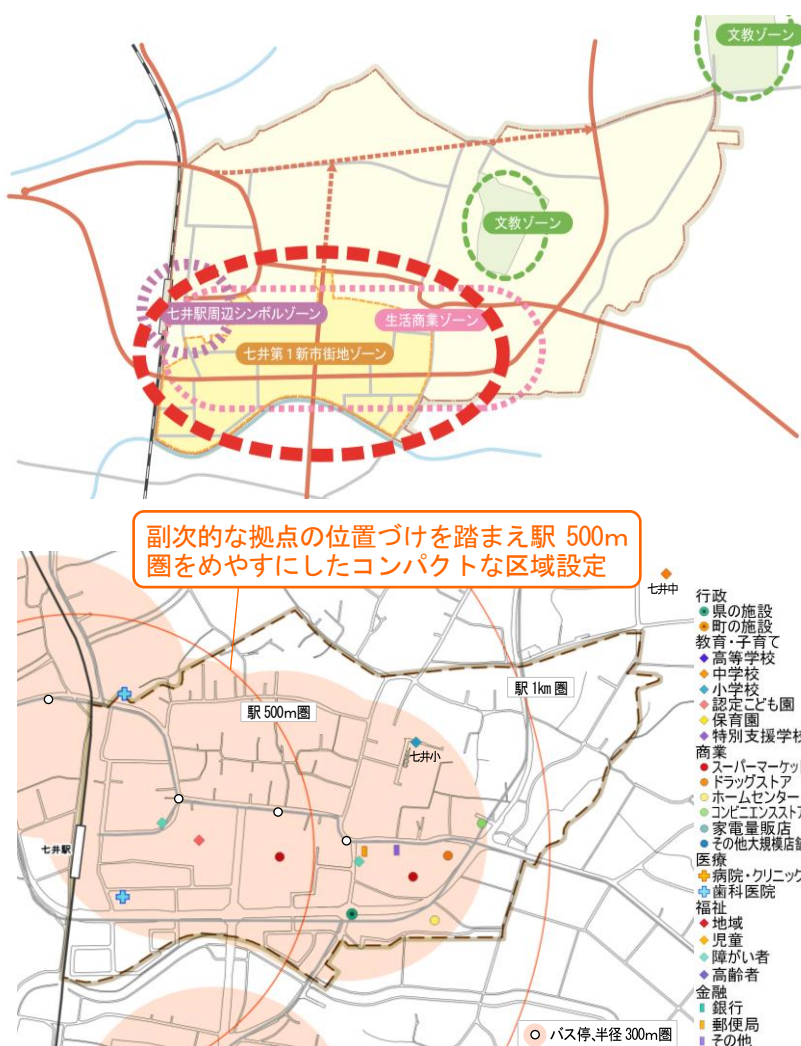 文教ゾーン
文教ゾーン
七井駅周辺シンボルゾーン
生活商業ゾーン
七井第1新市街地ゾーン
副次的な拠点の位置づけを踏まえ駅 500m
圏をめやすにしたコンパクトな区域設定
七井中
駅 500m圏
駅 1km 圏
七井小
七井駅
行政
県の施設
町の施設
教育・子育て
高等学校
中学校
小学校
認定こども園
保育園
特別支援学校
商業
スーパーマーケット
ドラッグストア
ホームセンター
コンビニエンスストア
家電量販店
その他大規模店舗
医療
病院・クリニック
歯科医院
福祉
地域
児童
障がい者
高齢者
金融
銀行
郵便局
その他
バス停、半径 300m圏